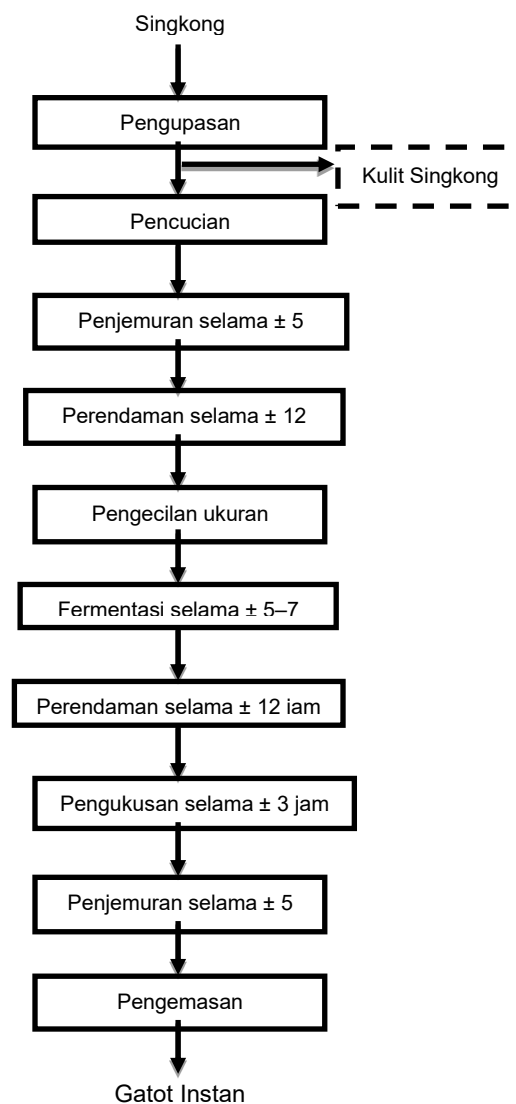 Singkong
Pengupasan
Kulit Singkong
Pencucian
Penjemuran selama ± 5
Perendaman selama ± 12
Pengecilan ukuran
Fermentasi selama ± 5–7
Perendaman selama ± 12 jam
Pengukusan selama ± 3 jam
Penjemuran selama ± 5
Pengemasan
Gatot Instan